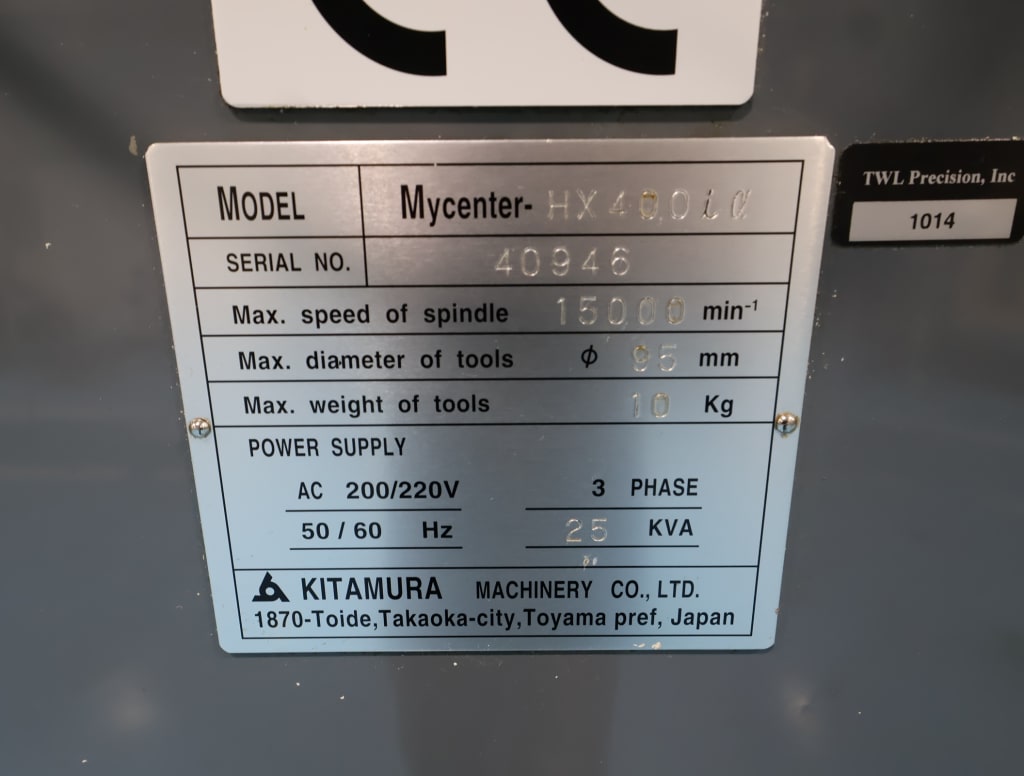 CE
MODEL Mycenter- HX400iα
SERIAL NO. 40946
Max. speed of spindle 15000 min-1
Max. diameter of tools ϕ 95 mm
Max. weight of tools 10 Kg
POWER SUPPLY
AC 200/220V 3 PHASE
50 / 60 Hz 25 KVA
KITAMURA MACHINERY CO., LTD.
1870-Toide,Takaoka-city,Toyama pref, Japan
TWL Precision, Inc
1014